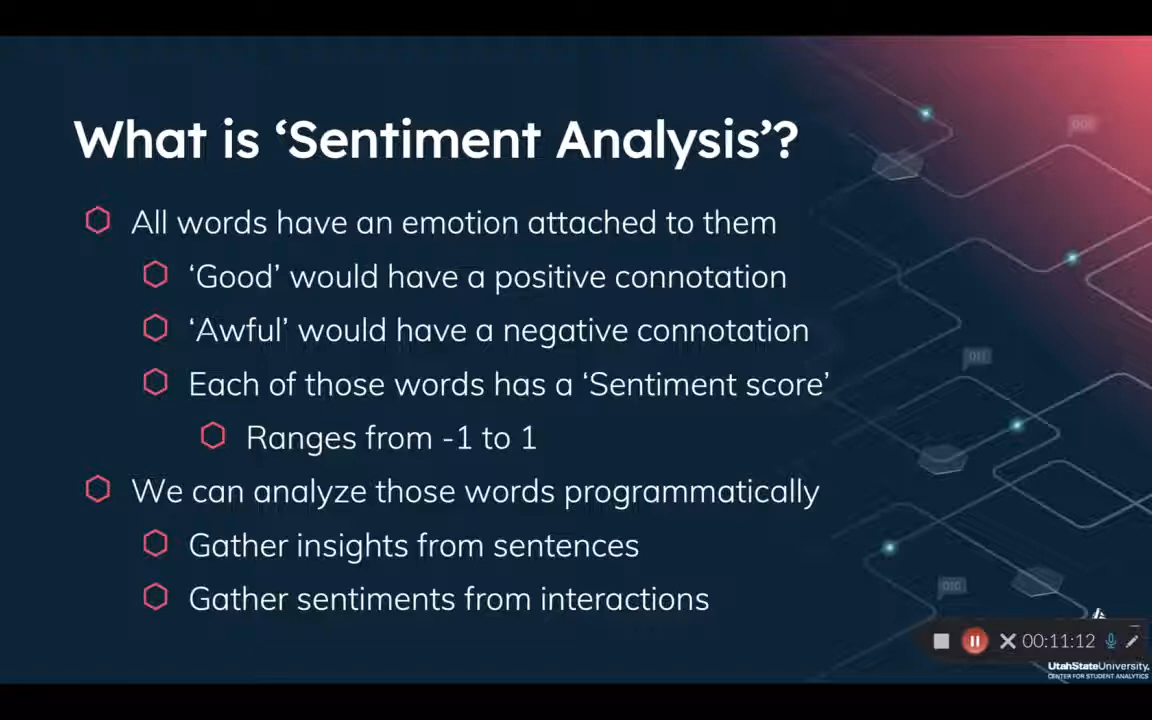 What is ‘Sentiment Analysis’?
All words have an emotion attached to them
‘Good’ would have a positive connotation
‘Awful’ would have a negative connotation
Each of those words has a ‘Sentiment score’
Ranges from -1 to 1
We can analyze those words programmatically
Gather insights from sentences
Gather sentiments from interactions
011
010
00:11:12
UtahStateUniversity.
CENTER FOR STUDENT ANALYTICS